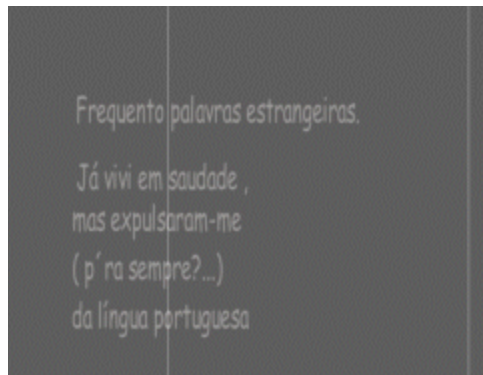 Frequento palavras estrangeiras.
Já vivi em saudade ,
mas expulsaram-me
( p´ra sempre?...)
da língua portuguesa